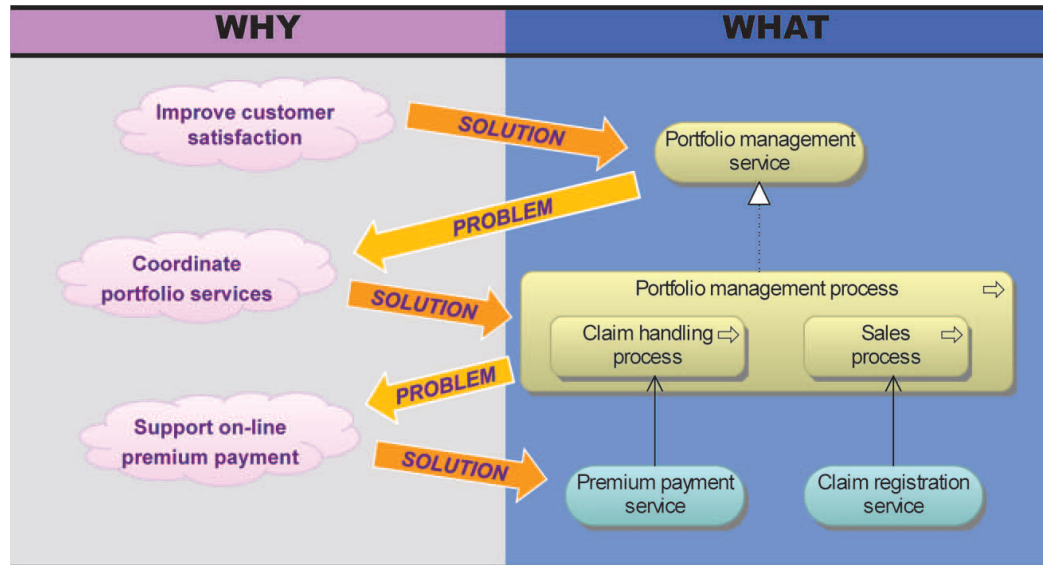 WHY
WHAT
Improve customer
satisfaction
SOLUTION
Portfolio management
service
PROBLEM
Coordinate
portfolio services
SOLUTION
Portfolio management process
Claim handling
process
Sales
process
PROBLEM
Support on-line
premium payment
SOLUTION
Premium payment
service
Claim registration
service